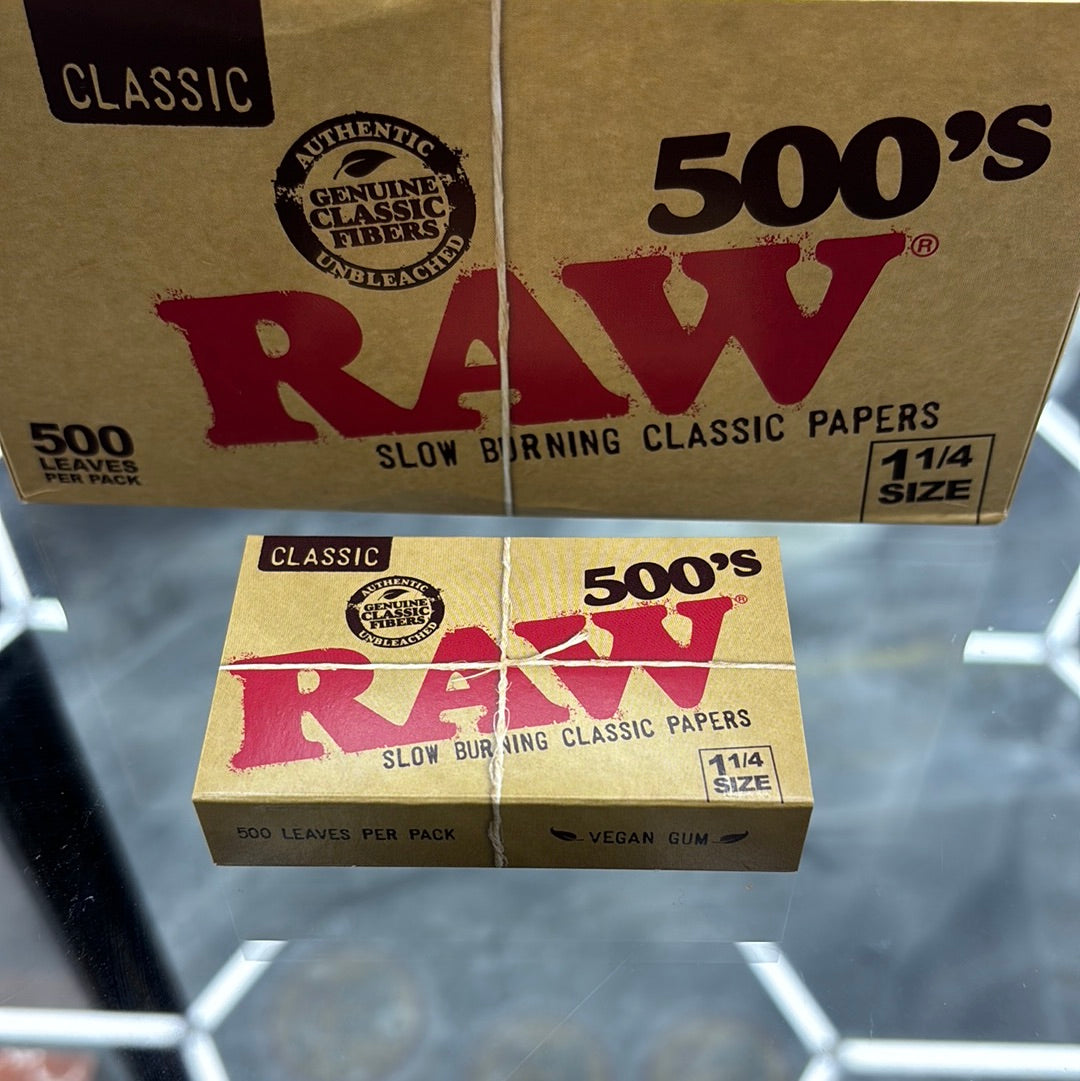 CLASSIC
AUTHENTIC
GENUINE
CLASSIC
FIBERS
UNBLEACHED
500's
RAW®
SLOW BURNING CLASSIC PAPERS
500
LEAVES
PER PACK
1 1/4
SIZE
CLASSIC
AUTHENTIC
GENUINE
CLASSIC
FIBERS
UNBLEACHED
500's
RAW®
SLOW BURNING CLASSIC PAPERS
1 1/4
SIZE
500 LEAVES PER PACK
VEGAN GUM